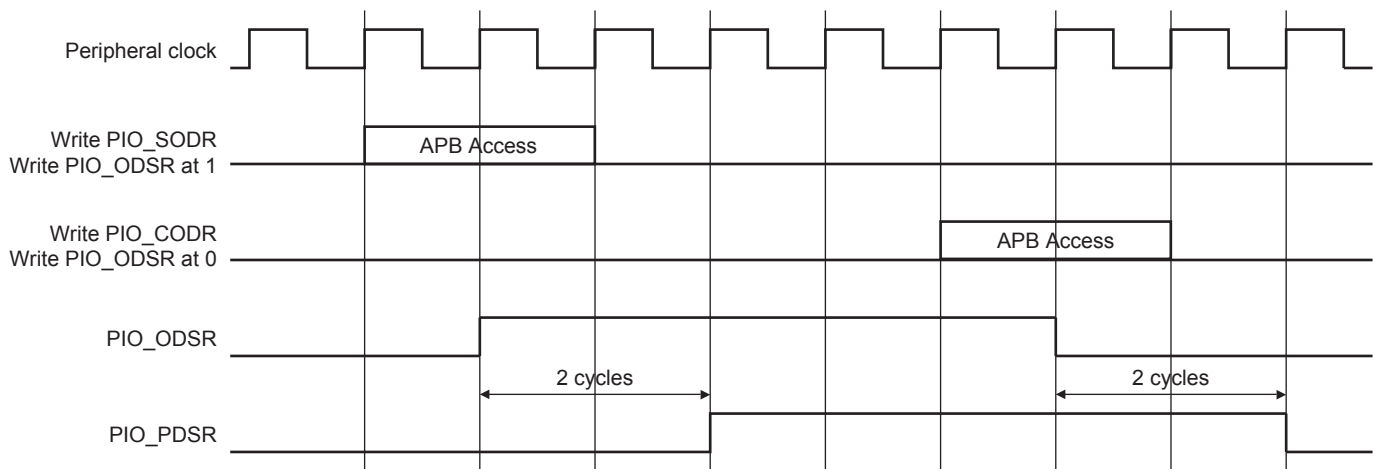 Peripheral clock
Write PIO_SODR
Write PIO_ODSR at 1
APB Access
Write PIO_CODR
Write PIO_ODSR at 0
APB Access
PIO_ODSR
2 cycles
2 cycles
PIO_PDSR